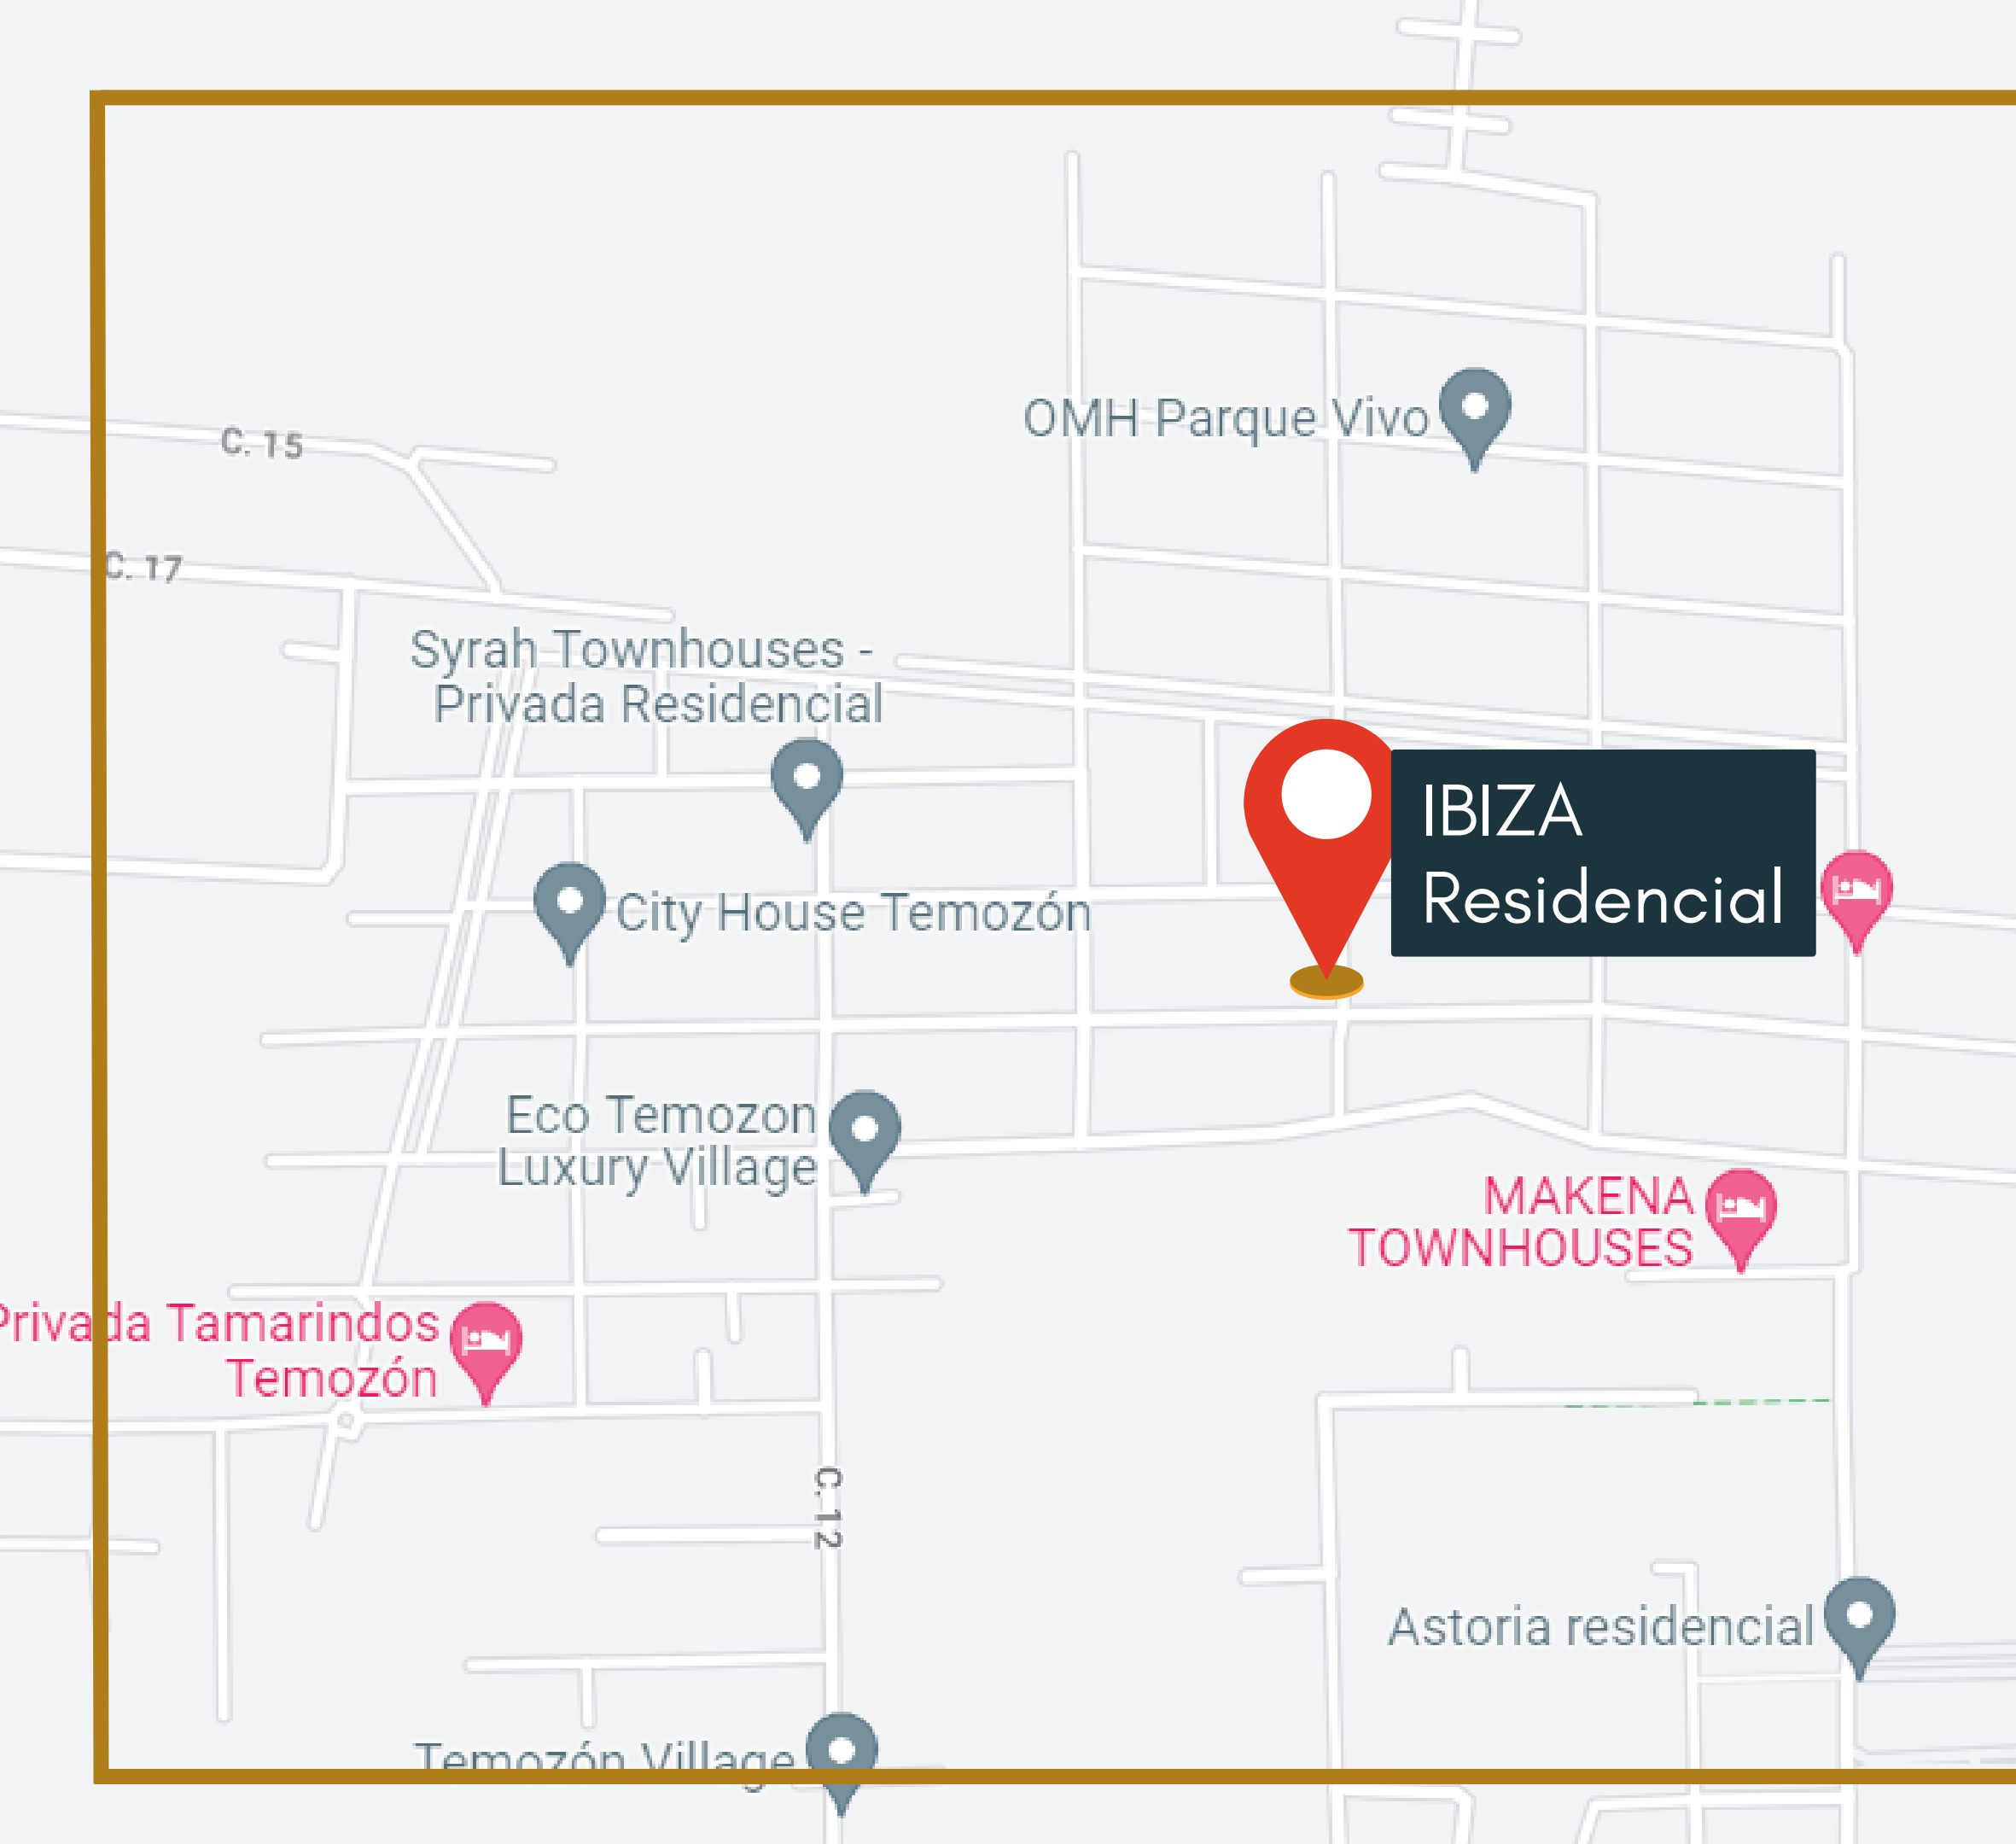 OMH Parque Vivo
C. 15
C. 17
Syrah Townhouses -
Privada Residencial
IBIZA
Residencial
City House Temozón
Eco Temozon
Luxury Village
MAKENA
TOWNHOUSES
Privada Tamarindos
Temozón
C. 12
Astoria residencial
Temozón Village